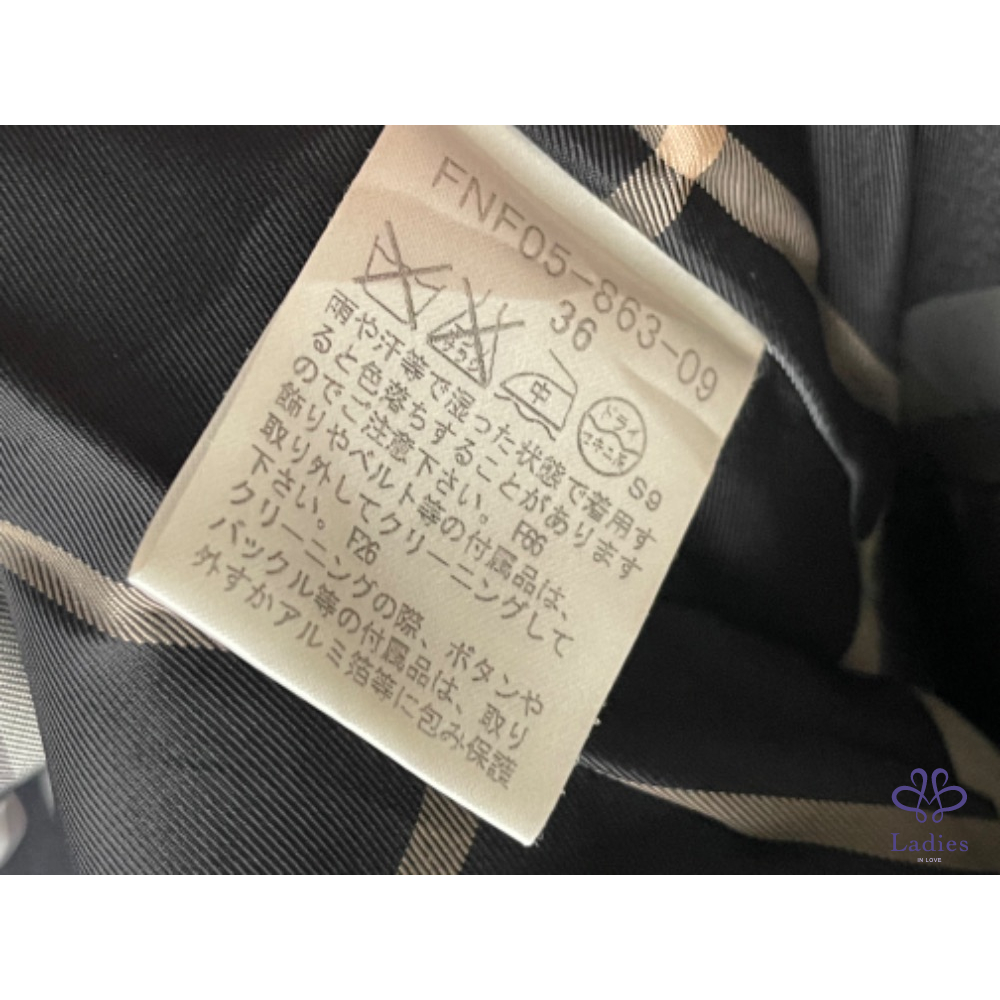 FNF05-863-09
36
中
ドライ
セキユ系
S9
雨や汗等で湿った状態で着用す
ると色落ちすることがあります
のでご注意下さい。 F66
飾りやベルト等の付属品は、
取り外してクリーニングして
下さい。 F26
クリーニングの際、ボタンや
バックル等の付属品は、取り
外すかアルミ箔等に包み保護
Ladies
IN LOVE